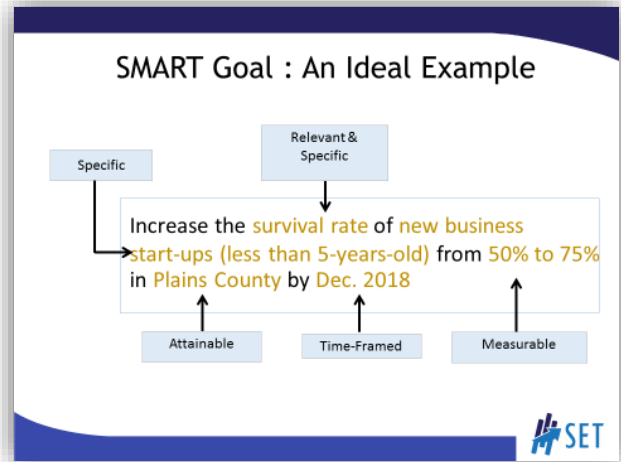 SMART Goal : An Ideal Example
Relevant &
Specific
Specific
Increase the survival rate of new business
start-ups (less than 5-years-old) from 50% to 75%
in Plains County by Dec. 2018
Attainable
Time-Framed
Measurable
SET